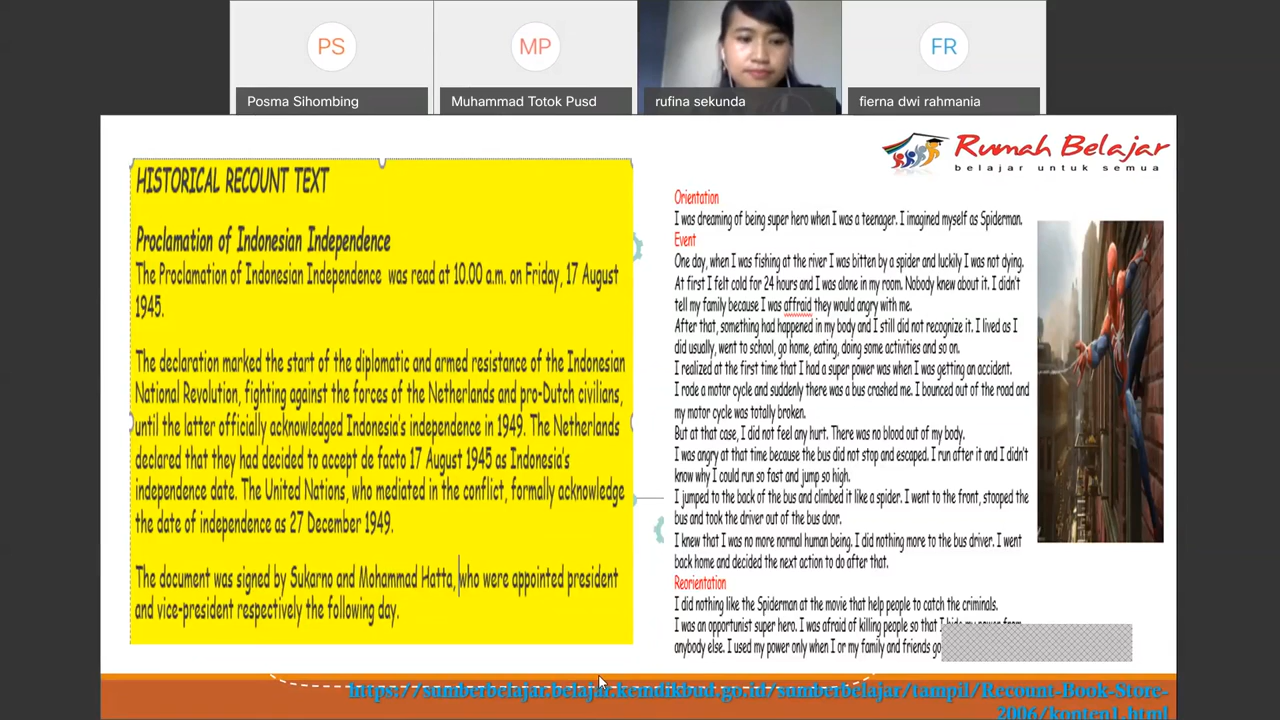 PS
MP
FR
Posma Sihombing
Muhammad Totok Pusd
rufina sekunda
fierna dwi rahmania
Rumah Belajar
belajar untuk semua
HISTORICAL RECOUNT TEXT
Proclamation of Indonesian Independence
The Proclamation of Indonesian Independence was read at 10.00 a.m. on Friday, 17 August
1945.
The declaration marked the start of the diplomatic and armed resistance of the Indonesian
National Revolution, fighting against the forces of the Netherlands and pro-Dutch civilians,
until the latter officially acknowledged Indonesia's independence in 1949. The Netherlands
declared that they had decided to accept de facto 17 August 1945 as Indonesia's
independence date. The United Nations, who mediated in the conflict, formally acknowledge
the date of independence as 27 December 1949.
The document was signed by Sukarno and Mohammad Hatta, who were appointed president
and vice-president respectively the following day.
Orientation
I was dreaming of being super hero when I was a teenager. I imagined myself as Spiderman.
Event
One day, when I was fishing at the river I was bitten by a spider and luckily I was not dying.
At first I felt cold for 24 hours and I was alone in my room. Nobody knew about it. I didn't
tell my family because I was affraid they would angry with me.
After that, something had happened in my body and I still did not recognize it. I lived as I
did usually, went to school, go home, eating, doing some activities and so on.
I realized at the first time that I had a super power was when I was getting an accident.
I rode a motor cycle and suddenly there was a bus crashed me. I bounced out of the road and
my motor cycle was totally broken.
But at that case, I did not feel any hurt. There was no blood out of my body.
I was angry at that time because the bus did not stop and escaped. I run after it and I didn't
know why I could run so fast and jump so high.
I jumped to the back of the bus and climbed it like a spider. I went to the front, stooped the
bus and took the driver out of the bus door.
I knew that I was no more normal human being. I did nothing more to the bus driver. I went
back home and decided the next action to do after that.
Reorientation
I did nothing like the Spiderman at the movie that help people to catch the criminals.
I was an opportunist super hero. I was afraid of killing people so that I hide my power from
anybody else. I used my power only when I or my family and friends
https://sumberbelajar.belajar.kemdikbud.go.id/sumberbelajar/tampil/Recount-Book-Store-
2006/konten1.html